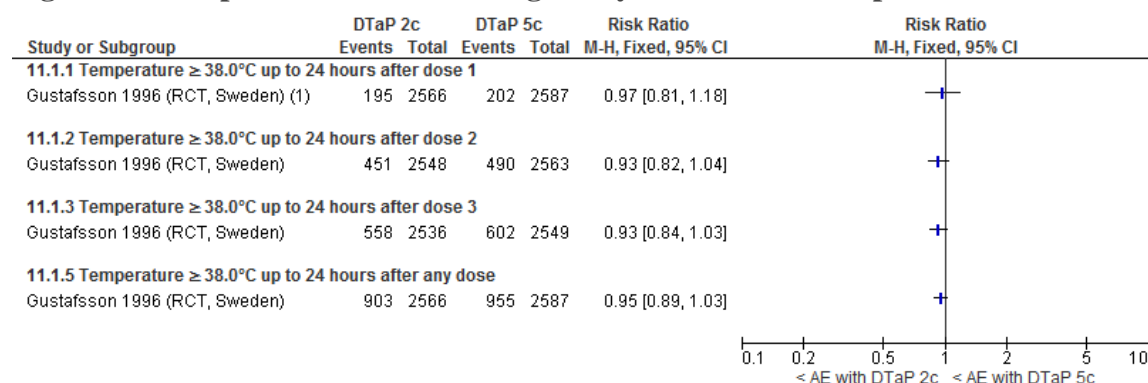 DTaP 2c DTaP 5c Risk Ratio Risk Ratio
Study or Subgroup Events Total Events Total M-H, Fixed, 95% CI M-H, Fixed, 95% CI
11.1.1 Temperature ≥ 38.0°C up to 24 hours after dose 1
Gustafsson 1996 (RCT, Sweden) (1) 195 2566 202 2587 0.97 [0.81, 1.18]
11.1.2 Temperature ≥ 38.0°C up to 24 hours after dose 2
Gustafsson 1996 (RCT, Sweden) 451 2548 490 2563 0.93 [0.82, 1.04]
11.1.3 Temperature ≥ 38.0°C up to 24 hours after dose 3
Gustafsson 1996 (RCT, Sweden) 558 2536 602 2549 0.93 [0.84, 1.03]
11.1.5 Temperature ≥ 38.0°C up to 24 hours after any dose
Gustafsson 1996 (RCT, Sweden) 903 2566 955 2587 0.95 [0.89, 1.03]
0.1 0.2 0.5 1 2 5 10
< AE with DTaP 2c < AE with DTaP 5c